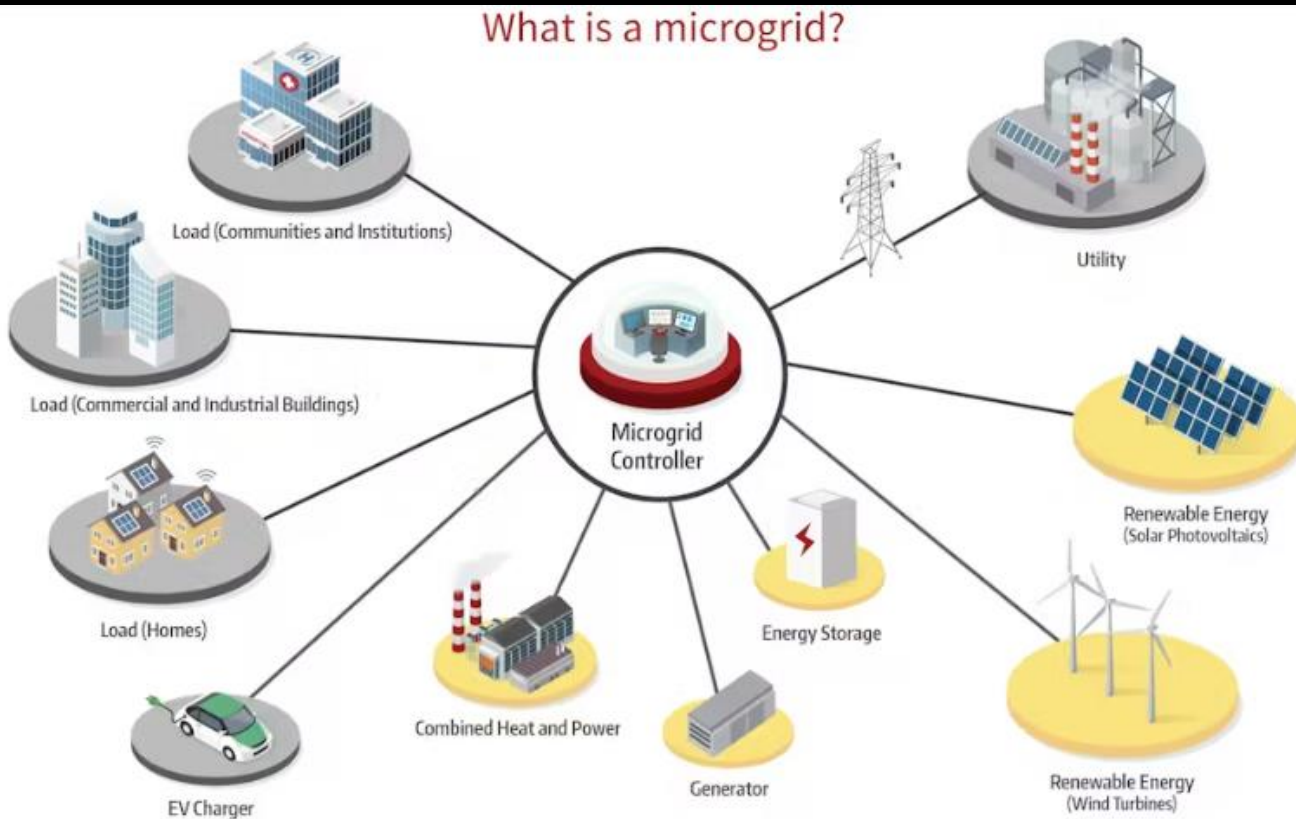 What is a microgrid?
Load (Communities and Institutions)
Utility
Load (Commercial and Industrial Buildings)
Microgrid
Controller
Renewable Energy
(Solar Photovoltaics)
Load (Homes)
Energy Storage
Combined Heat and Power
Generator
Renewable Energy
(Wind Turbines)
EV Charger